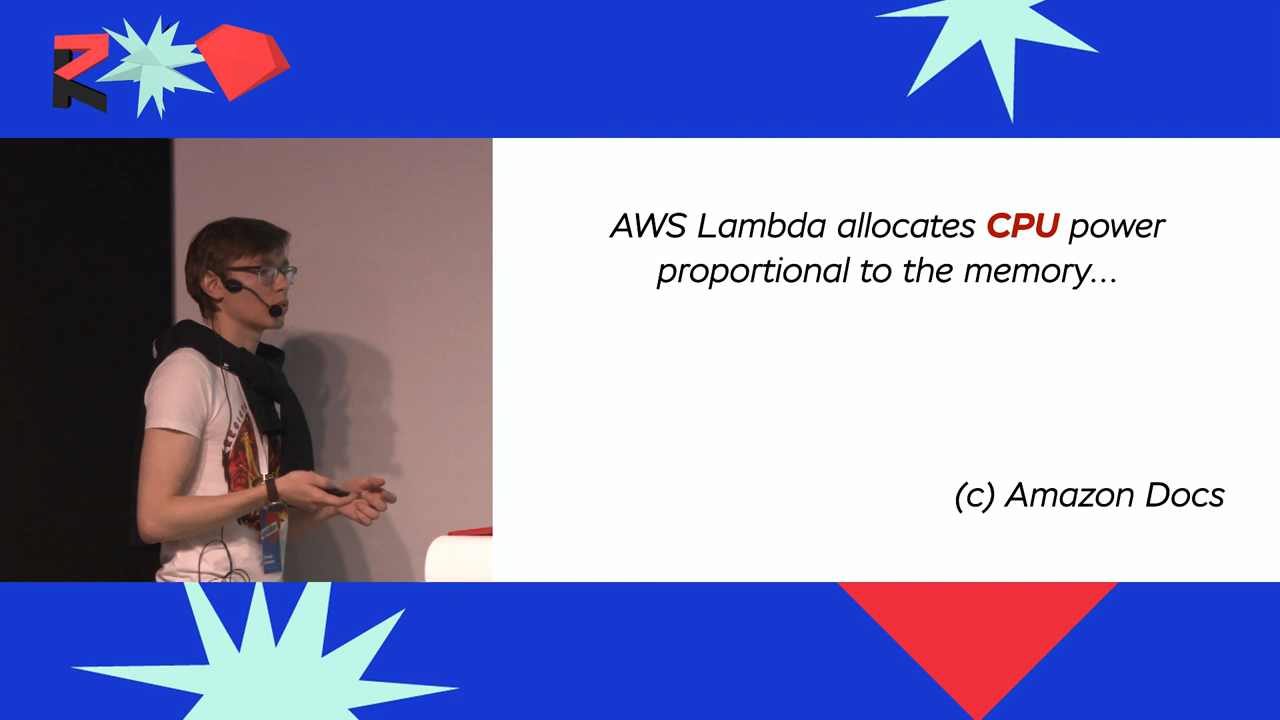 AWS Lambda allocates CPU power
proportional to the memory...
(c) Amazon Docs